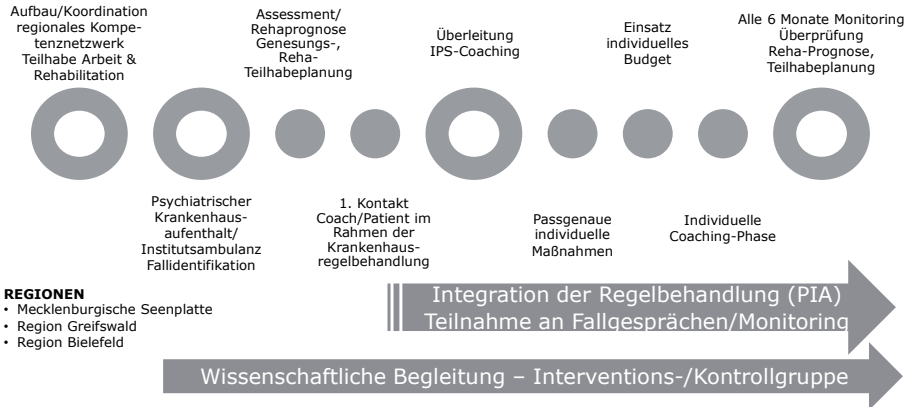 Aufbau/Koordination
regionales Kompe-
tenznetzwerk
Teilhabe Arbeit &
Rehabilitation
Assessment/
Rehaprognose
Genesungs-,
Reha-
Teilhabeplanung
Überleitung
IPS-Coaching
Einsatz
individuelles
Budget
Alle 6 Monate Monitoring
Überprüfung
Reha-Prognose,
Teilhabeplanung
Psychiatrischer
Krankenhaus-
aufenthalt/
Institutsambulanz
Fallidentifikation
1. Kontakt
Coach/Patient im
Rahmen der
Krankenhaus-
regelbehandlung
Passgenaue
individuelle
Maßnahmen
Individuelle
Coaching-Phase
REGIONEN
• Mecklenburgische Seenplatte
• Region Greifswald
• Region Bielefeld
Integration der Regelbehandlung (PIA)
Teilnahme an Fallgesprächen/Monitoring
Wissenschaftliche Begleitung – Interventions-/Kontrollgruppe